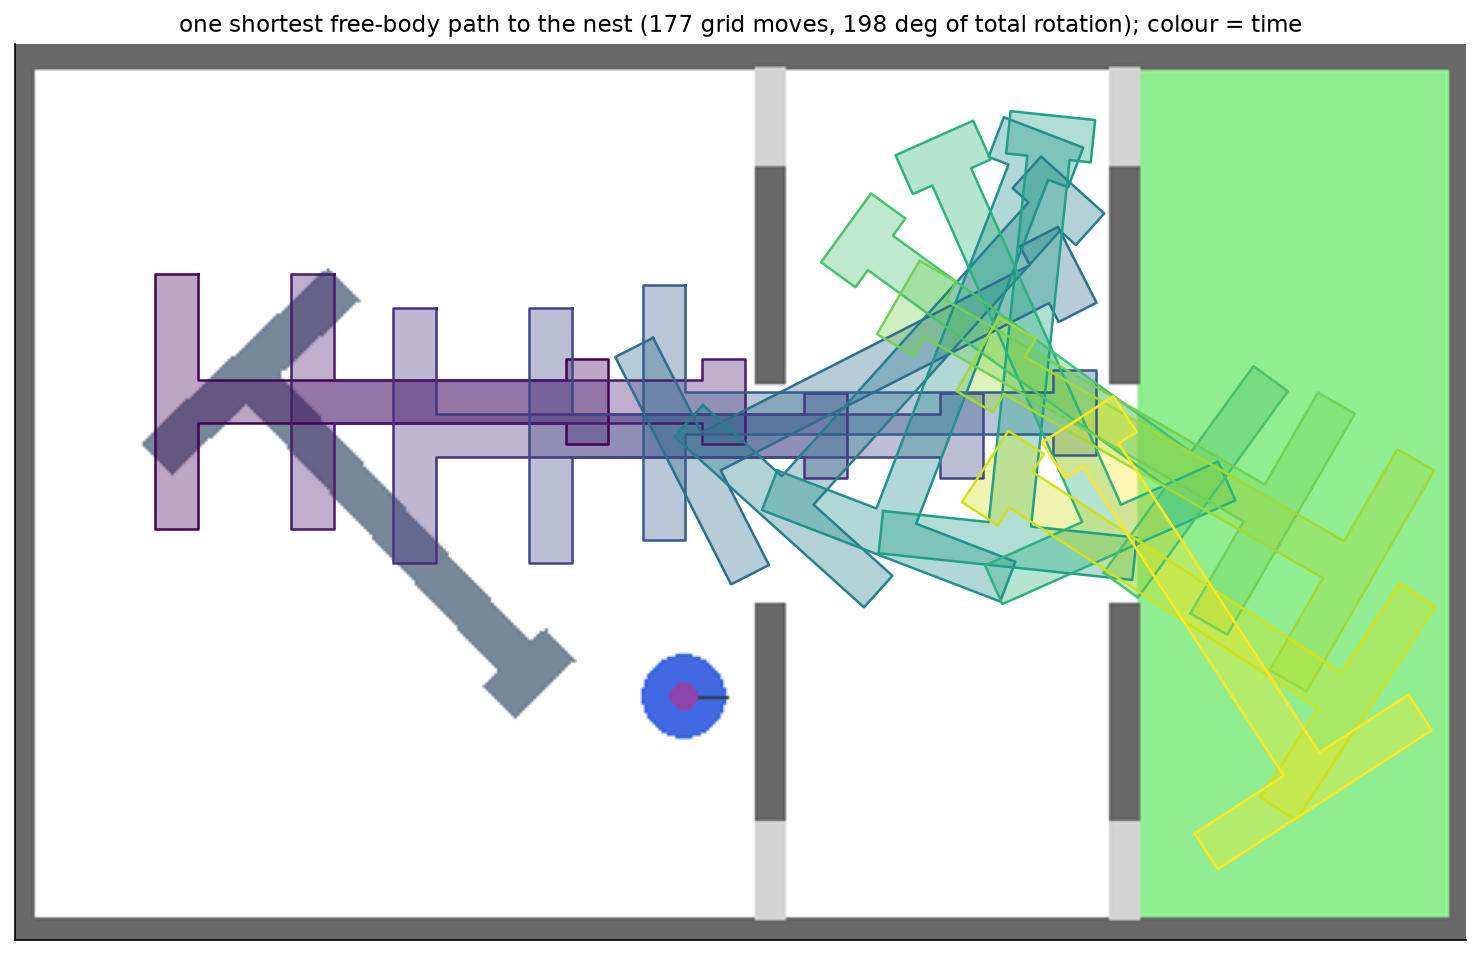 one shortest free-body path to the nest (177 grid moves, 198 deg of total rotation); colour = time